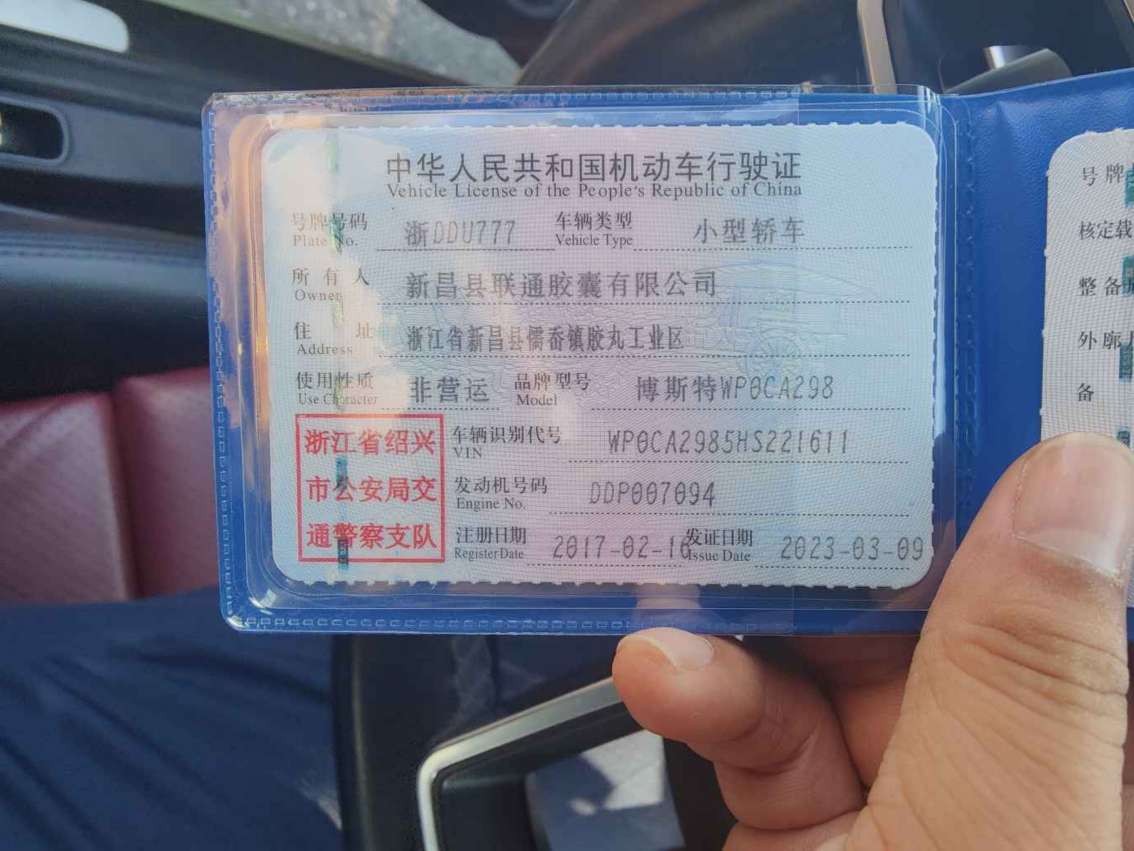 中华人民共和国机动车行驶证
Vehicle License of the People's Republic of China
号牌号码 浙DDU777 车辆类型 小型轿车
Plate No. Vehicle Type
所有人 新昌县联通胶囊有限公司
Owner
住址 浙江省新昌县儒岙镇胶丸工业区
Address
使用性质 非营运 品牌型号 博斯特WP0CA298
Use Character Model
浙江省绍兴
市公安局交
通警察支队
车辆识别代号 WP0CA2985HS221611
VIN
发动机号码 DDP007094
Engine No.
注册日期 2017-02-16 发证日期 2023-03-09
Register Date Issue Date
号牌
核定载
整备
外廓
备